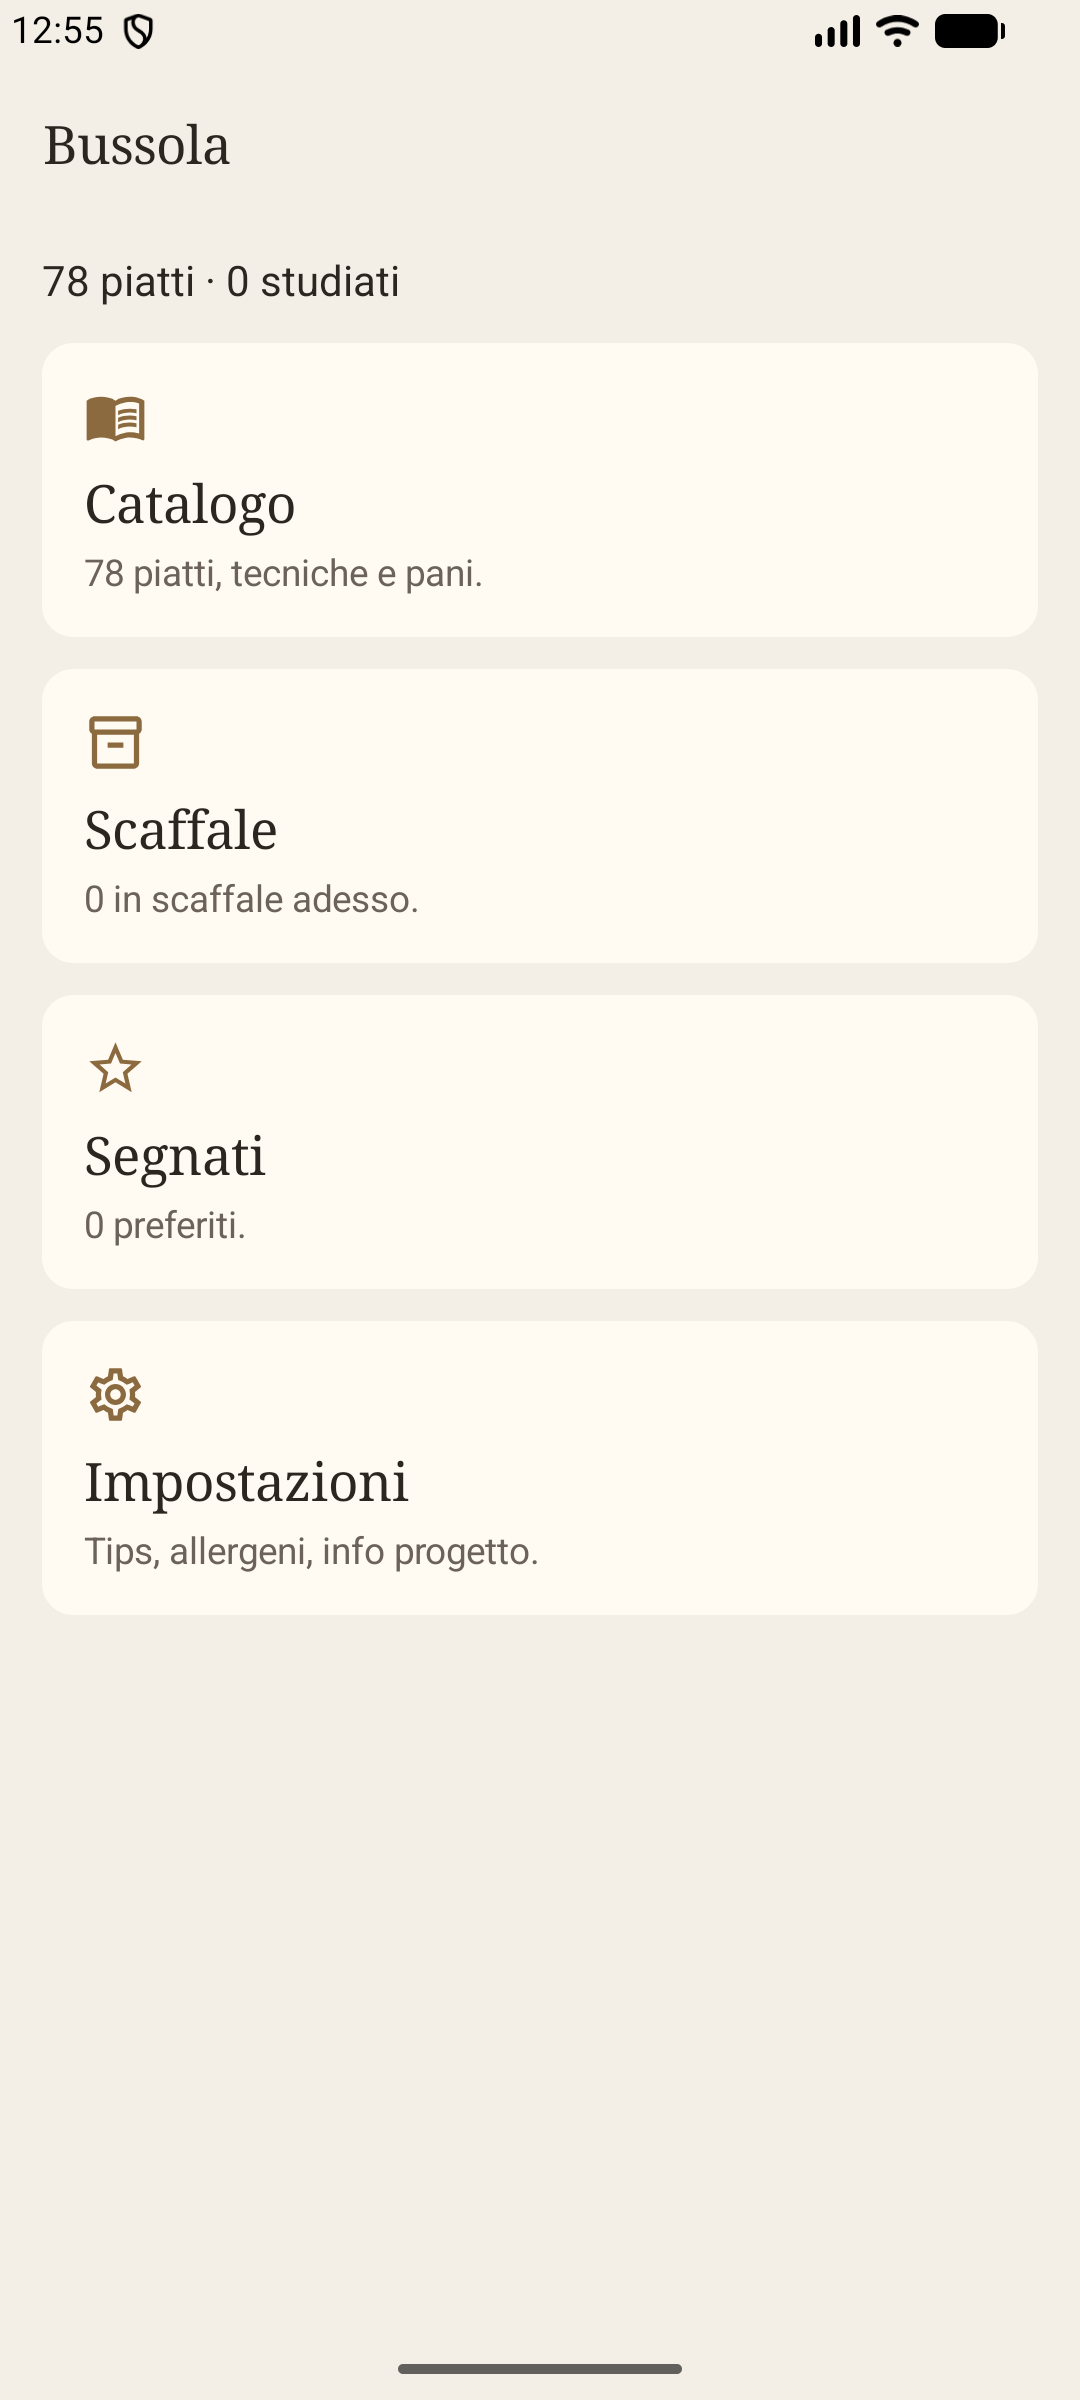 12:55
Bussola
78 piatti · 0 studiati
Catalogo
78 piatti, tecniche e pani.
Scaffale
0 in scaffale adesso.
Segnati
0 preferiti.
Impostazioni
Tips, allergeni, info progetto.